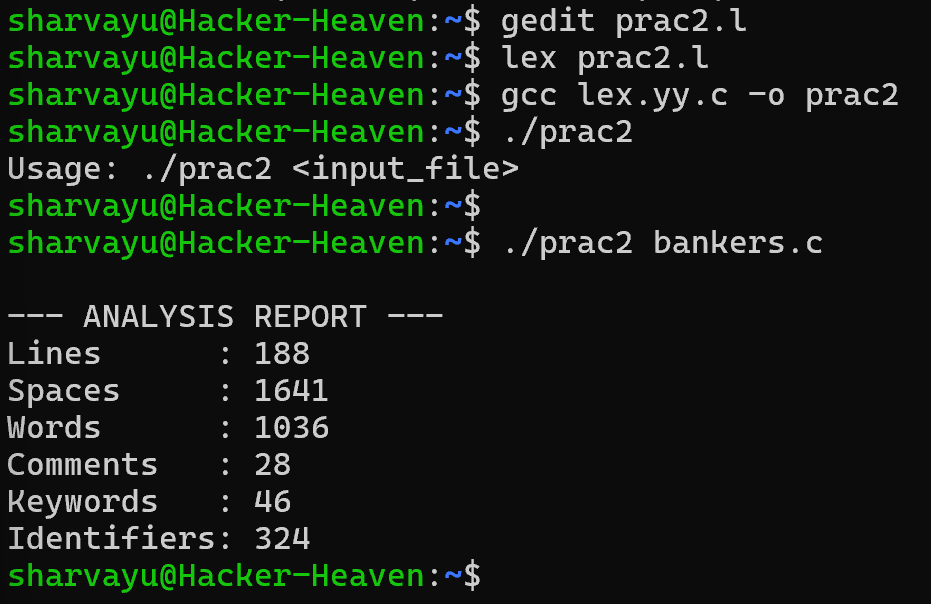 sharvayu@Hacker-Heaven:~$ gedit prac2.l
sharvayu@Hacker-Heaven:~$ lex prac2.l
sharvayu@Hacker-Heaven:~$ gcc lex.yy.c -o prac2
sharvayu@Hacker-Heaven:~$ ./prac2
Usage: ./prac2 <input_file>
sharvayu@Hacker-Heaven:~$
sharvayu@Hacker-Heaven:~$ ./prac2 bankers.c

--- ANALYSIS REPORT ---
Lines      : 188
Spaces     : 1641
Words      : 1036
Comments   : 28
Keywords   : 46
Identifiers: 324
sharvayu@Hacker-Heaven:~$